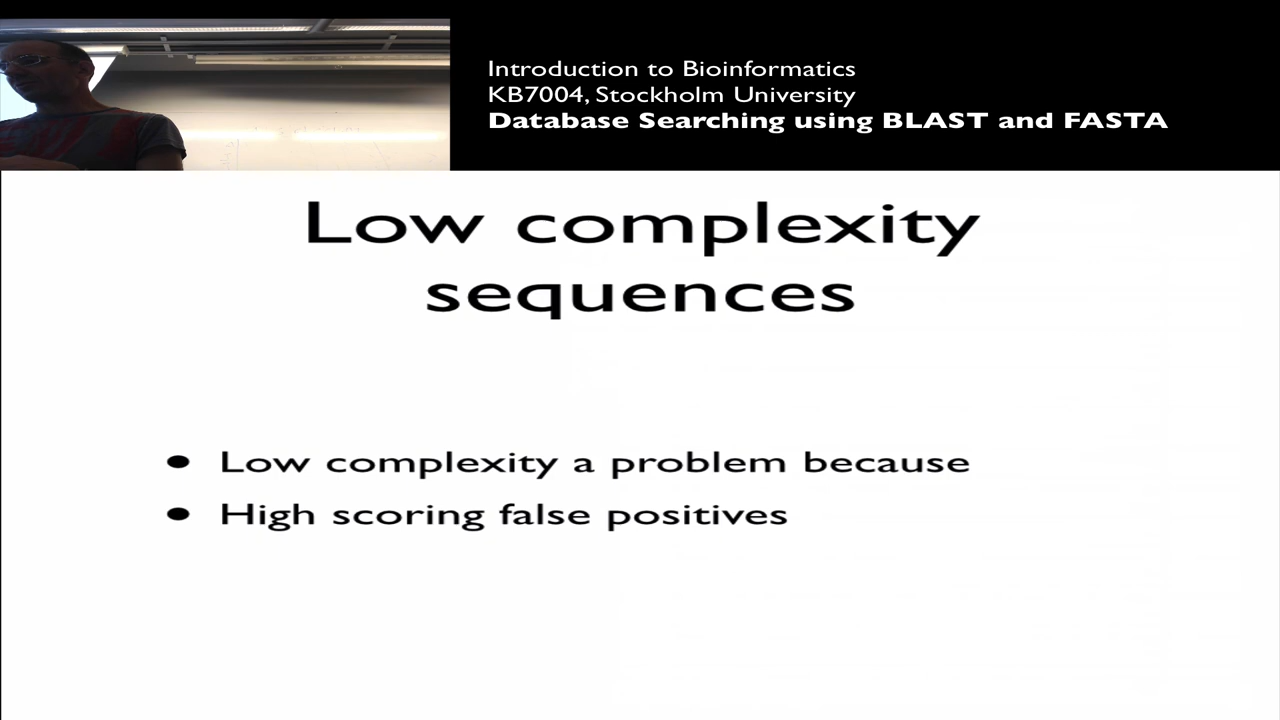 Introduction to Bioinformatics
KB7004, Stockholm University
Database Searching using BLAST and FASTA
Low complexity
sequences
• Low complexity a problem because
• High scoring false positives